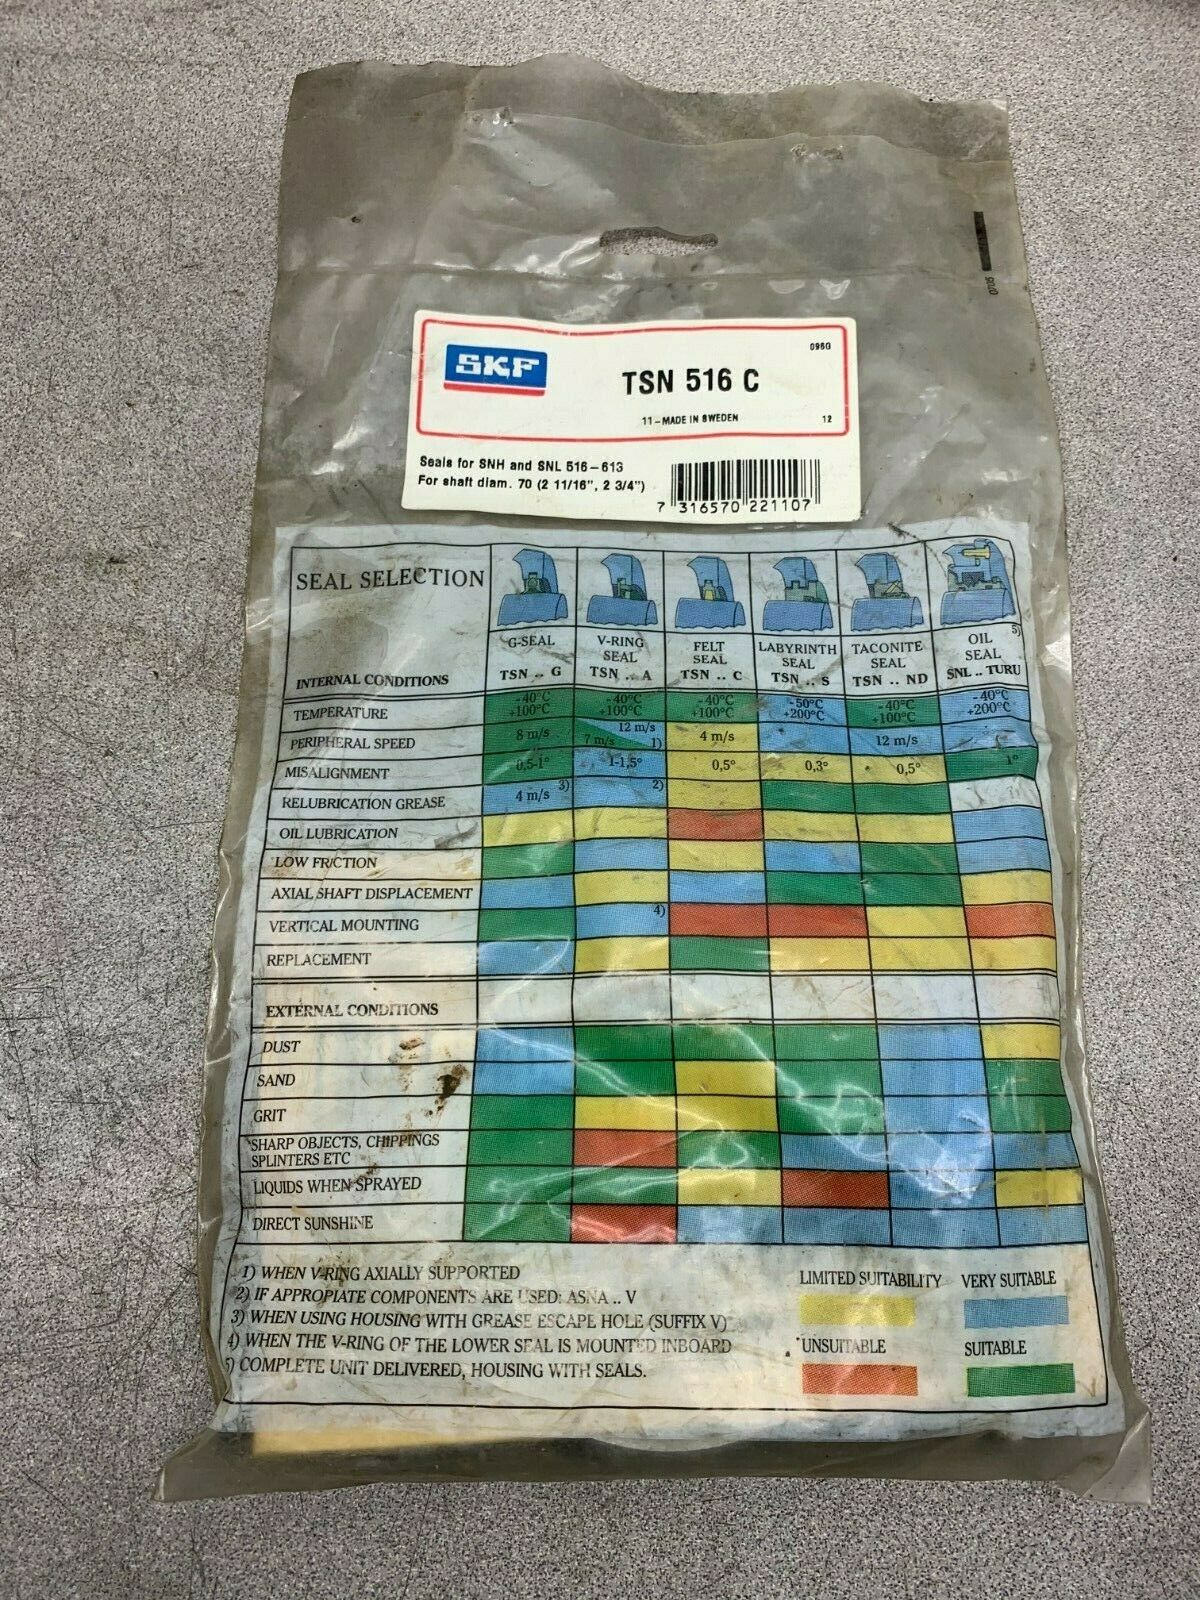 0705
SKF
0960
TSN 516 C
11-MADE IN SWEDEN
12
Seals for SNH and SNL 516-613
For shaft diam. 70 (2 11/16", 2 3/4")
7 316570 221107
SEAL SELECTION
G-SEAL
TSN .. G
V-RING
SEAL
TSN .. A
FELT
SEAL
TSN .. C
LABYRINTH
SEAL
TSN .. S
TACONITE
SEAL
TSN .. ND
5)
OIL
SEAL
SNL .. TURU
INTERNAL CONDITIONS
TEMPERATURE
-40°C
+100°C
-40°C
+100°C
-40°C
+100°C
-50°C
+200°C
-40°C
+100°C
-40°C
+200°C
PERIPHERAL SPEED
8 m/s
12 m/s
7 m/s 1)
4 m/s
12 m/s
MISALIGNMENT
0,5-1°
1-1,5°
0,5°
0,3°
0,5°
1°
RELUBRICATION GREASE
4 m/s 3)
2)
OIL LUBRICATION
LOW FRICTION
AXIAL SHAFT DISPLACEMENT
VERTICAL MOUNTING
4)
REPLACEMENT
EXTERNAL CONDITIONS
DUST
SAND
GRIT
SHARP OBJECTS, CHIPPINGS
SPLINTERS ETC
LIQUIDS WHEN SPRAYED
DIRECT SUNSHINE
1) WHEN V-RING AXIALLY SUPPORTED
2) IF APPROPIATE COMPONENTS ARE USED: ASNA .. V
3) WHEN USING HOUSING WITH GREASE ESCAPE HOLE (SUFFIX V)
4) WHEN THE V-RING OF THE LOWER SEAL IS MOUNTED INBOARD
5) COMPLETE UNIT DELIVERED, HOUSING WITH SEALS.
LIMITED SUITABILITY
VERY SUITABLE
UNSUITABLE
SUITABLE